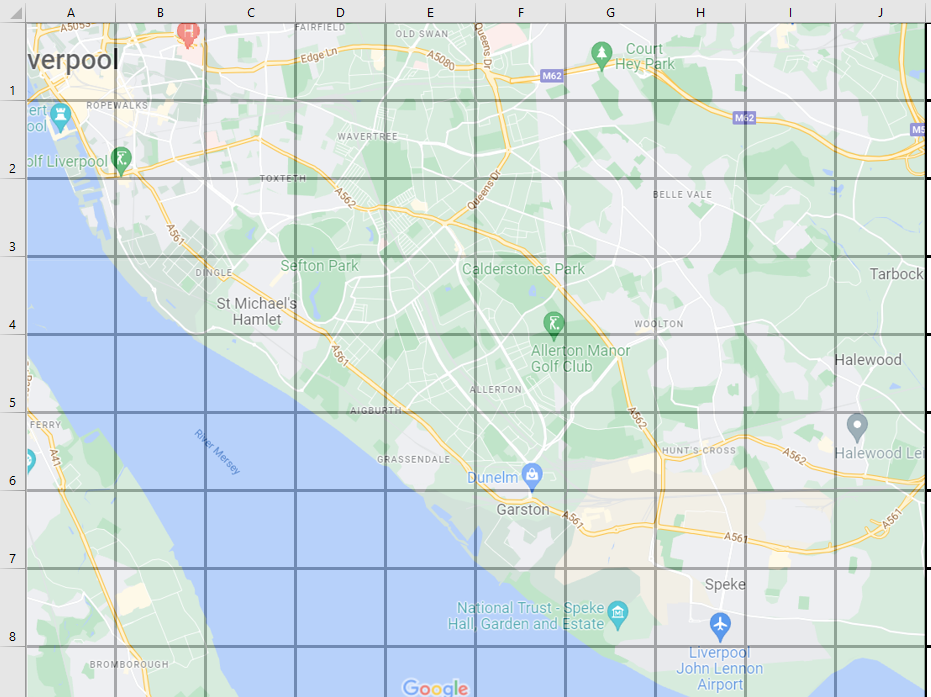 A B C D E F G H I J
A5053
FAIRFIELD
OLD SWAN
Queens Dr
Edge Ln
A5080
H
Court
Hey Park
verpool
M62
1
ROPEWALKS
ert
ool
M62
M5
WAVERTREE
olf Liverpool
2
TOXTETH
A562
Queens Dr
BELLE VALE
A561
3
DINGLE
Sefton Park
Calderstones Park
Tarbock
St Michael's
Hamlet
4
WOOLTON
A561
Allerton Manor
Golf Club
Halewood
ALLERTON
5
AIGBURTH
A562
FERRY
River Mersey
A41
GRASSENDALE
HUNT'S CROSS
A562
Halewood Lei
6
Dunelm
Garston
A561
A561
A561
7
Speke
National Trust - Speke
Hall, Garden and Estate
8
Liverpool
John Lennon
Airport
BROMBOROUGH
Google